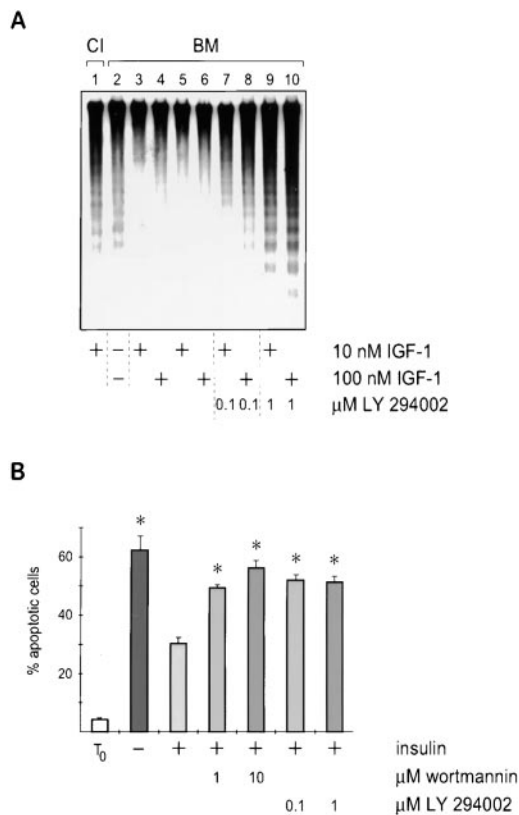 A
CI BM
1 2 3 4 5 6 7 8 9 10
+ − + + + + 10 nM IGF-1
− + + + + 100 nM IGF-1
0.1 0.1 1 1 μM LY 294002
B
% apoptotic cells
60
40
20
* * * * *
T0 − + + + + + insulin
1 10 μM wortmannin
0.1 1 μM LY 294002